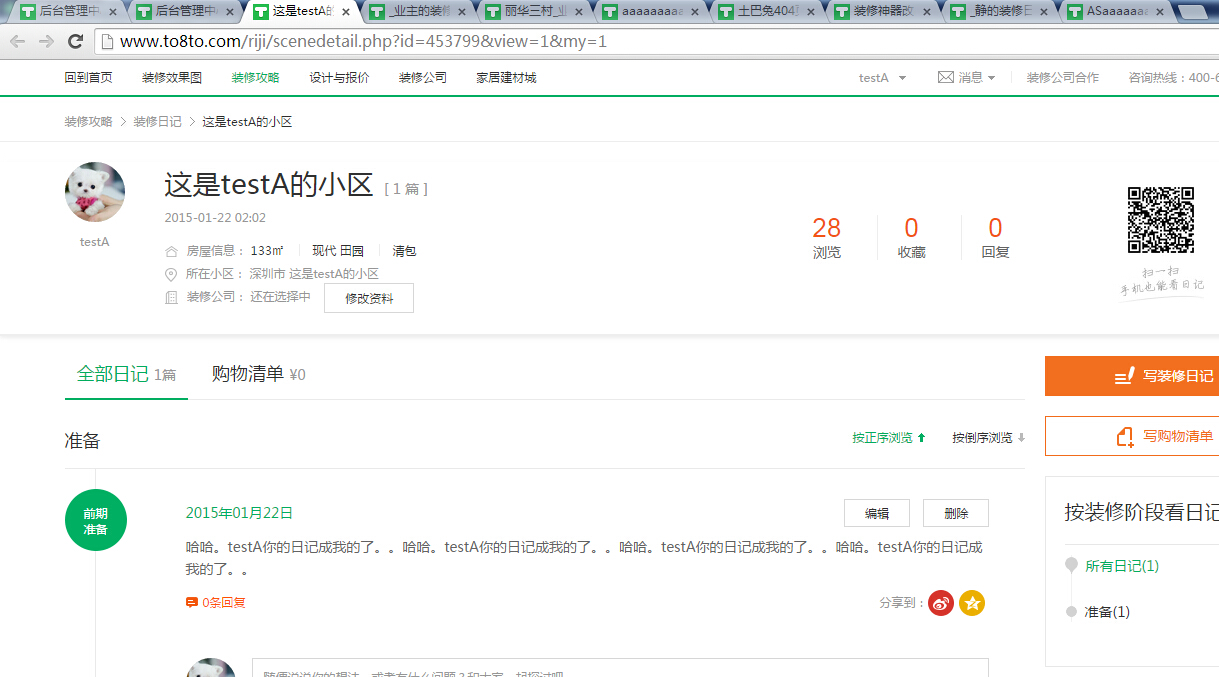 后台管理中
后台管理中
这是testA的
_业主的装修
丽华三村_业
aaaaaaaaa
土巴兔404
装修神器改
_静的装修日
ASaaaaaaa
www.to8to.com/riji/scenedetail.php?id=453799&view=1&my=1
回到首页 装修效果图 装修攻略 设计与报价 装修公司 家居建材城 testA 消息 装修公司合作 咨询热线：400-6
装修攻略 > 装修日记 > 这是testA的小区
这是testA的小区 [ 1 篇 ]
2015-01-22 02:02
testA
房屋信息： 133㎡ 现代 田园 清包
所在小区： 深圳市 这是testA的小区
装修公司： 还在选择中 修改资料
28 0 0
浏览 收藏 回复
扫一扫
手机也能看日记
全部日记 1篇 购物清单 ¥0
写装修日记
写购物清单
准备 按正序浏览 按倒序浏览
前期
准备
2015年01月22日 编辑 删除
哈哈。testA你的日记成我的了。。哈哈。testA你的日记成我的了。。哈哈。testA你的日记成我的了。。哈哈。testA你的日记成
我的了。。
0条回复 分享到：
随便说说你的想法，或者有什么问题？和大家一起探讨吧
按装修阶段看日记
所有日记(1)
准备(1)